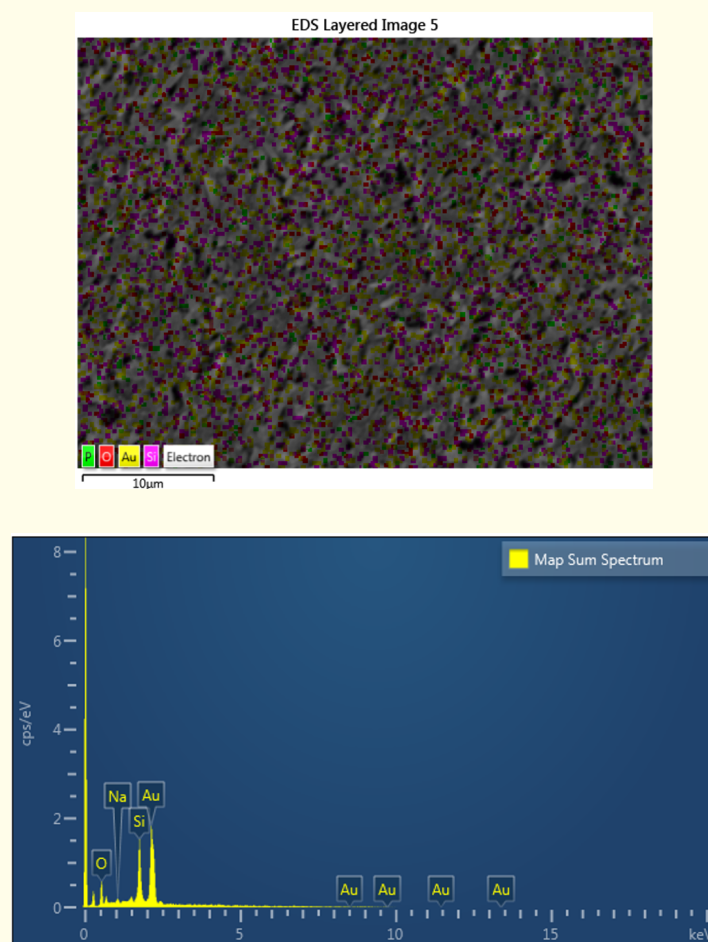 EDS Layered Image 5
P O Au Si Electron
10µm
Map Sum Spectrum
8
6
4
2
0
cps/eV
Na Au
Si
O
Au Au Au Au
0 5 10 15 keV